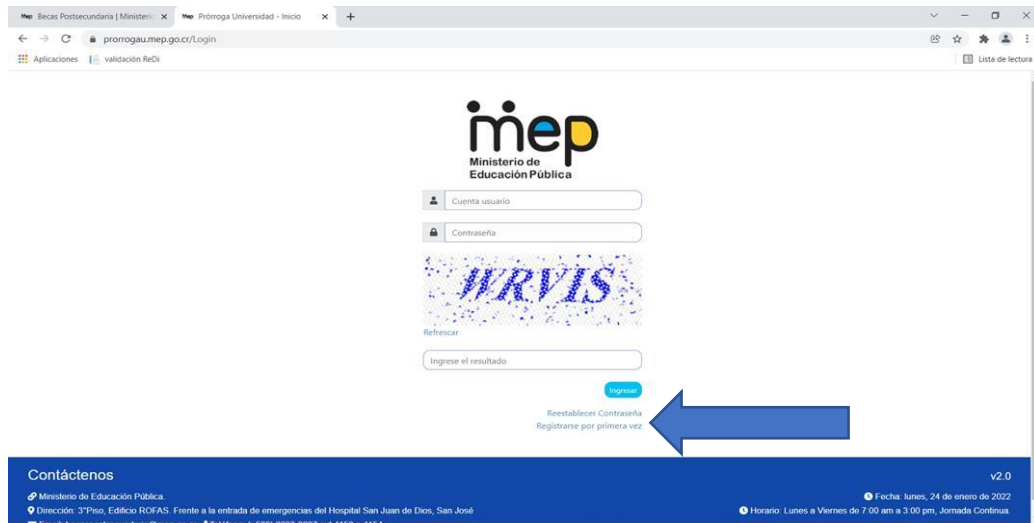 Mep Becas Postsecundaria | Ministerio
Mep Prórroga Universidad - Inicio
prorrogau.mep.go.cr/Login
Aplicaciones
validación ReDi
Lista de lectura
mep
Ministerio de
Educación Pública
Cuenta usuario
Contraseña
WRVIS
Refrescar
Ingrese el resultado
Ingresar
Reestablecer Contraseña
Registrarse por primera vez
Contáctenos
v2.0
Ministerio de Educación Pública.
Fecha: lunes, 24 de enero de 2022
Dirección: 3°Piso, Edificio ROFAS. Frente a la entrada de emergencias del Hospital San Juan de Dios, San José
Horario: Lunes a Viernes de 7:00 am a 3:00 pm, Jornada Continua.